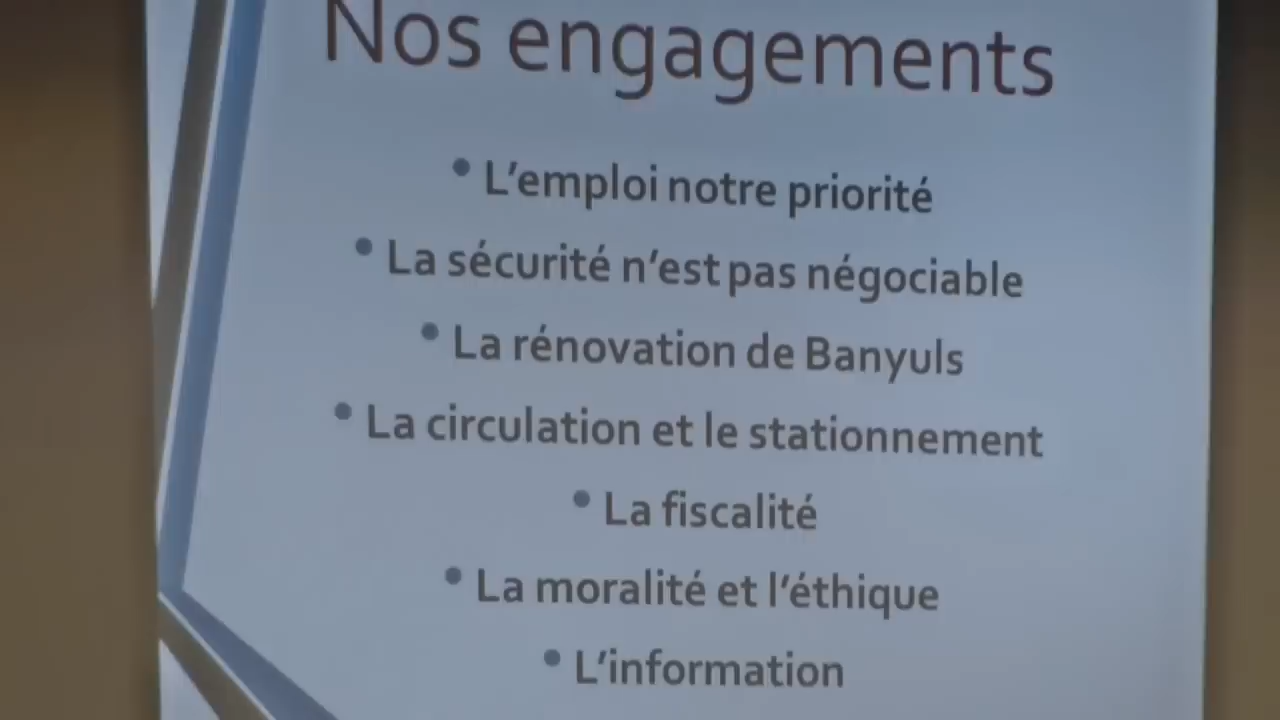 Nos engagements
• L'emploi notre priorité
• La sécurité n'est pas négociable
• La rénovation de Banyuls
• La circulation et le stationnement
• La fiscalité
• La moralité et l'éthique
• L'information